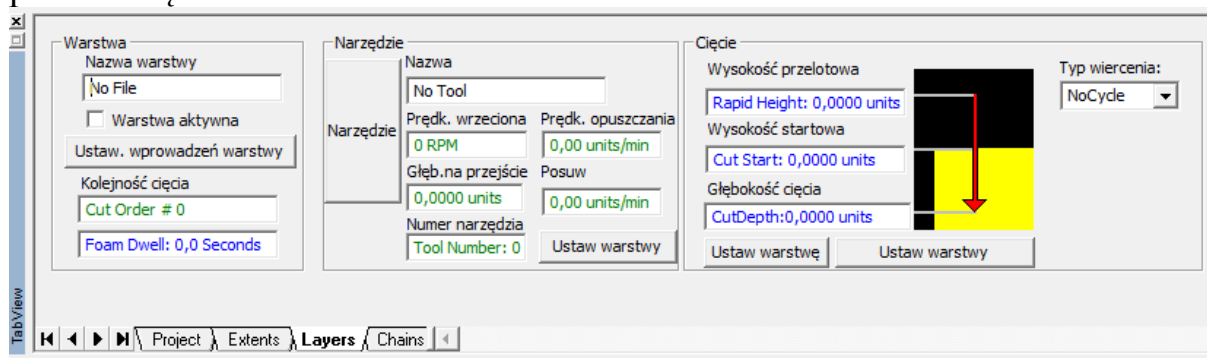 Warstwa
Nazwa warstwy
No File
Warstwa aktywna
Ustaw. wprowadzeń warstwy
Kolejność cięcia
Cut Order # 0
Foam Dwell: 0,0 Seconds
Narzędzie
Narzędzie
Nazwa
No Tool
Prędk. wrzeciona Prędk. opuszczania
0 RPM 0,00 units/min
Głęb.na przejście Posuw
0,0000 units 0,00 units/min
Numer narzędzia
Tool Number: 0 Ustaw warstwy
Cięcie
Wysokość przelotowa
Rapid Height: 0,0000 units
Wysokość startowa
Cut Start: 0,0000 units
Głębokość cięcia
CutDepth:0,0000 units
Ustaw warstwę Ustaw warstwy
Typ wiercenia:
NoCycle
TabView
Project Extents Layers Chains